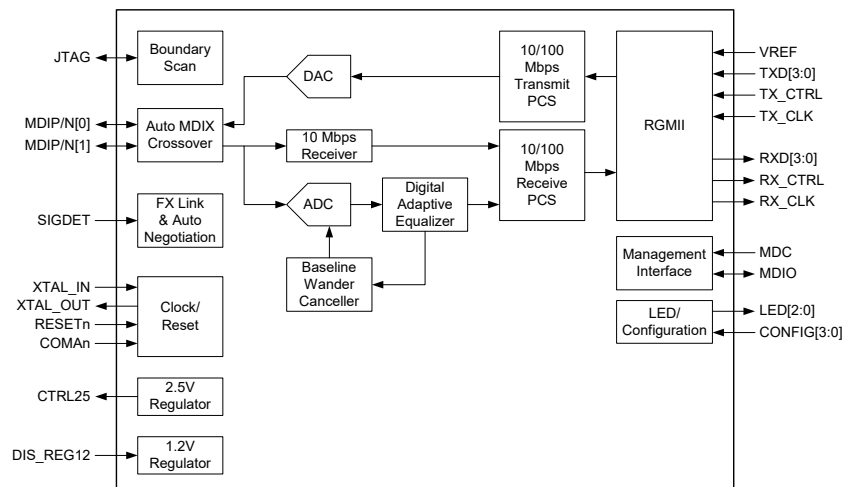 JTAG
Boundary
Scan
DAC
10/100
Mbps
Transmit
PCS
RGMII
VREF
TXD[3:0]
TX_CTRL
TX_CLK
MDIP/N[0]
MDIP/N[1]
Auto MDIX
Crossover
10 Mbps
Receiver
10/100
Mbps
Receive
PCS
RXD[3:0]
RX_CTRL
RX_CLK
SIGDET
FX Link
& Auto
Negotiation
ADC
Digital
Adaptive
Equalizer
Baseline
Wander
Canceller
Management
Interface
MDC
MDIO
XTAL_IN
XTAL_OUT
RESETn
COMAn
Clock/
Reset
LED/
Configuration
LED[2:0]
CONFIG[3:0]
CTRL25
2.5V
Regulator
DIS_REG12
1.2V
Regulator